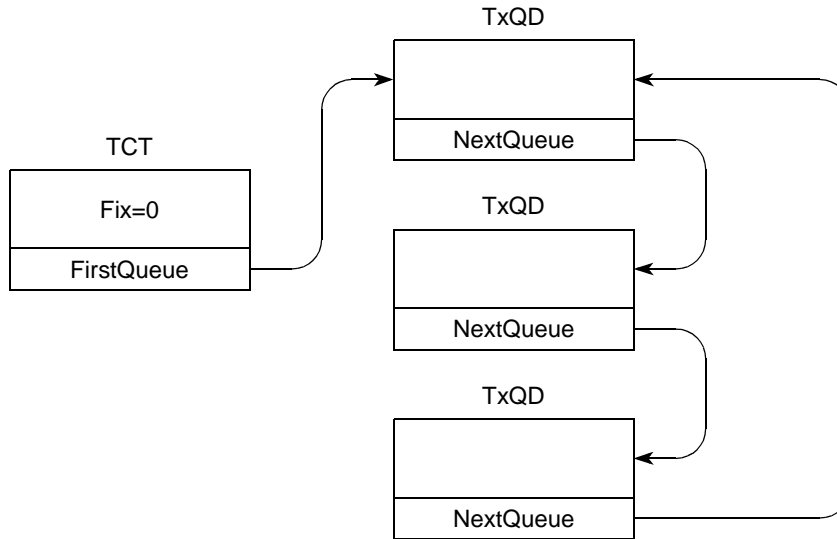 TxQD
NextQueue
TCT
Fix=0
FirstQueue
TxQD
NextQueue
TxQD
NextQueue